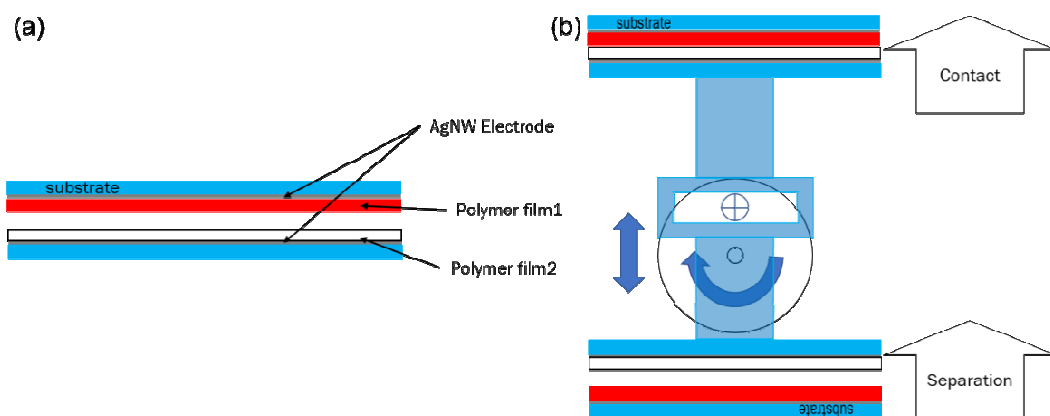 (a)
AgNW Electrode
substrate
Polymer film1
Polymer film2
(b)
substrate
Contact
Separation
substrate